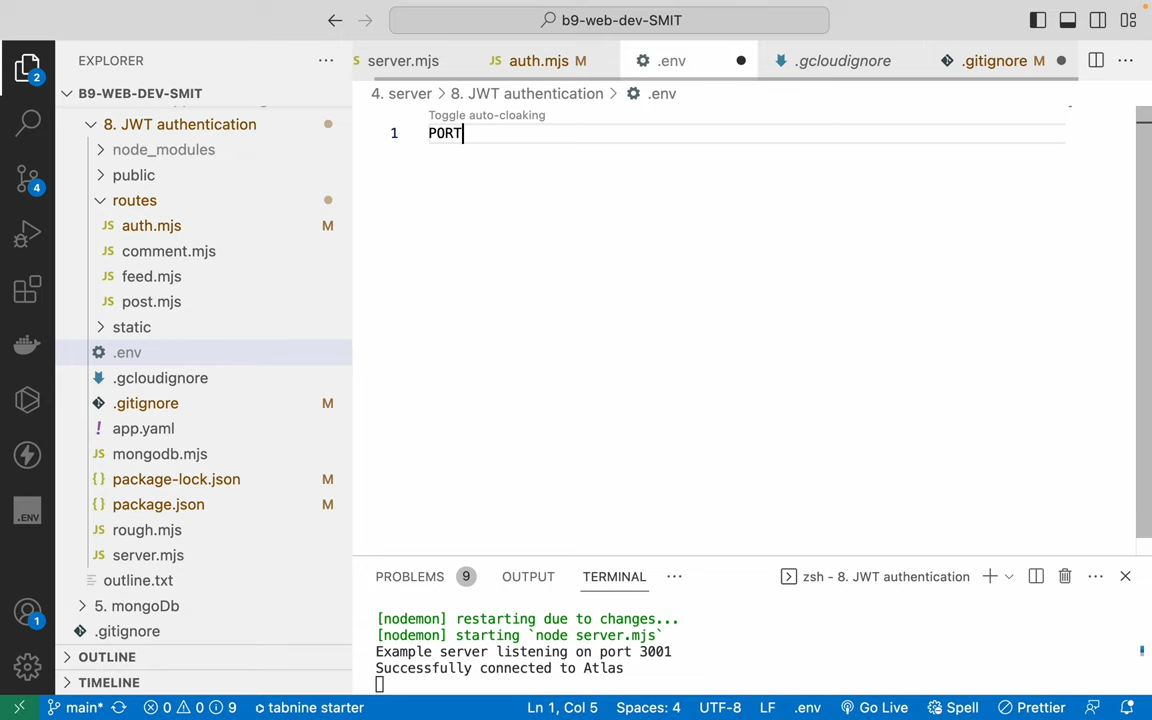 b9-web-dev-SMIT
EXPLORER
server.mjs
auth.mjs M
.env
.gcloudignore
.gitignore M
B9-WEB-DEV-SMIT
4. server > 8. JWT authentication > .env
8. JWT authentication
node_modules
public
routes
auth.mjs M
comment.mjs
feed.mjs
post.mjs
static
.env
.gcloudignore
.gitignore M
app.yaml
mongodb.mjs
package-lock.json M
package.json M
rough.mjs
server.mjs
outline.txt
5. mongoDb
.gitignore
OUTLINE
TIMELINE
2
4
.ENV
1
Toggle auto-cloaking
1 PORT
PROBLEMS 9 OUTPUT TERMINAL
zsh - 8. JWT authentication
[nodemon] restarting due to changes...
[nodemon] starting `node server.mjs`
Example server listening on port 3001
Successfully connected to Atlas
main* 0 0 9 tabnine starter Ln 1, Col 5 Spaces: 4 UTF-8 LF .env Go Live Spell Prettier